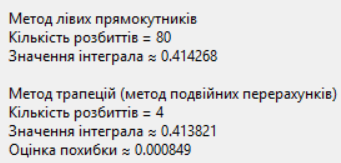 Метод лівих прямокутників
Кількість розбиттів = 80
Значення інтеграла ≈ 0.414268
Метод трапецій (метод подвійних перерахунків)
Кількість розбиттів = 4
Значення інтеграла ≈ 0.413821
Оцінка похибки ≈ 0.000849